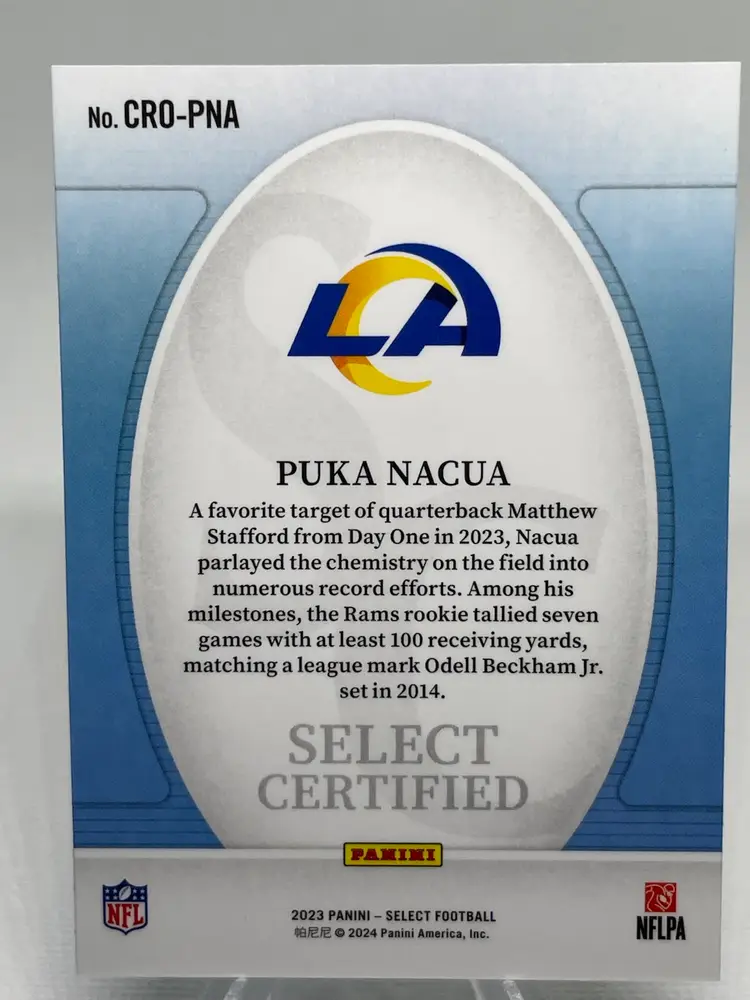 No. CRO-PNA
LA
PUKA NACUA
A favorite target of quarterback Matthew
Stafford from Day One in 2023, Nacua
parlayed the chemistry on the field into
numerous record efforts. Among his
milestones, the Rams rookie tallied seven
games with at least 100 receiving yards,
matching a league mark Odell Beckham Jr.
set in 2014.
SELECT
CERTIFIED
PANINI
NFL
2023 PANINI – SELECT FOOTBALL
帕尼尼 © 2024 Panini America, Inc.
NFLPA